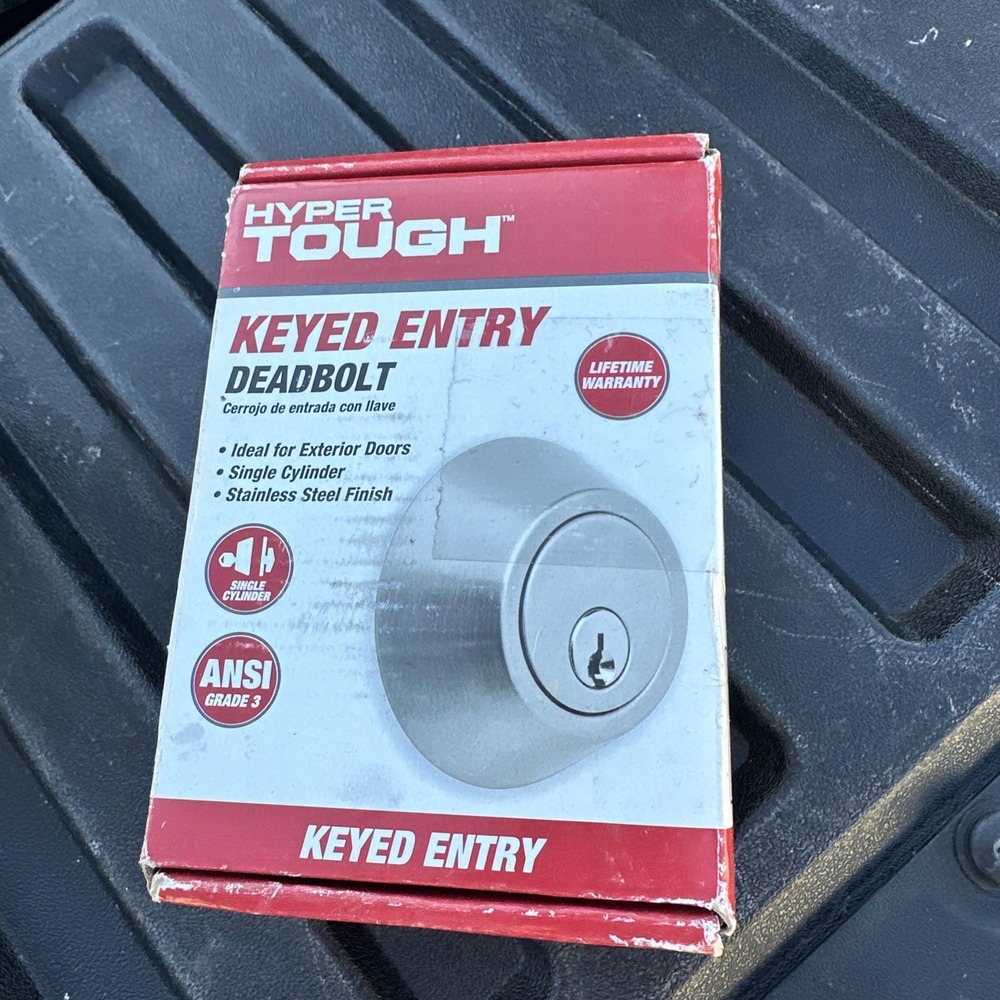 HYPER
TOUGH™
KEYED ENTRY
DEADBOLT
Cerrojo de entrada con llave
LIFETIME
WARRANTY
• Ideal for Exterior Doors
• Single Cylinder
• Stainless Steel Finish
SINGLE
CYLINDER
ANSI
GRADE 3
KEYED ENTRY